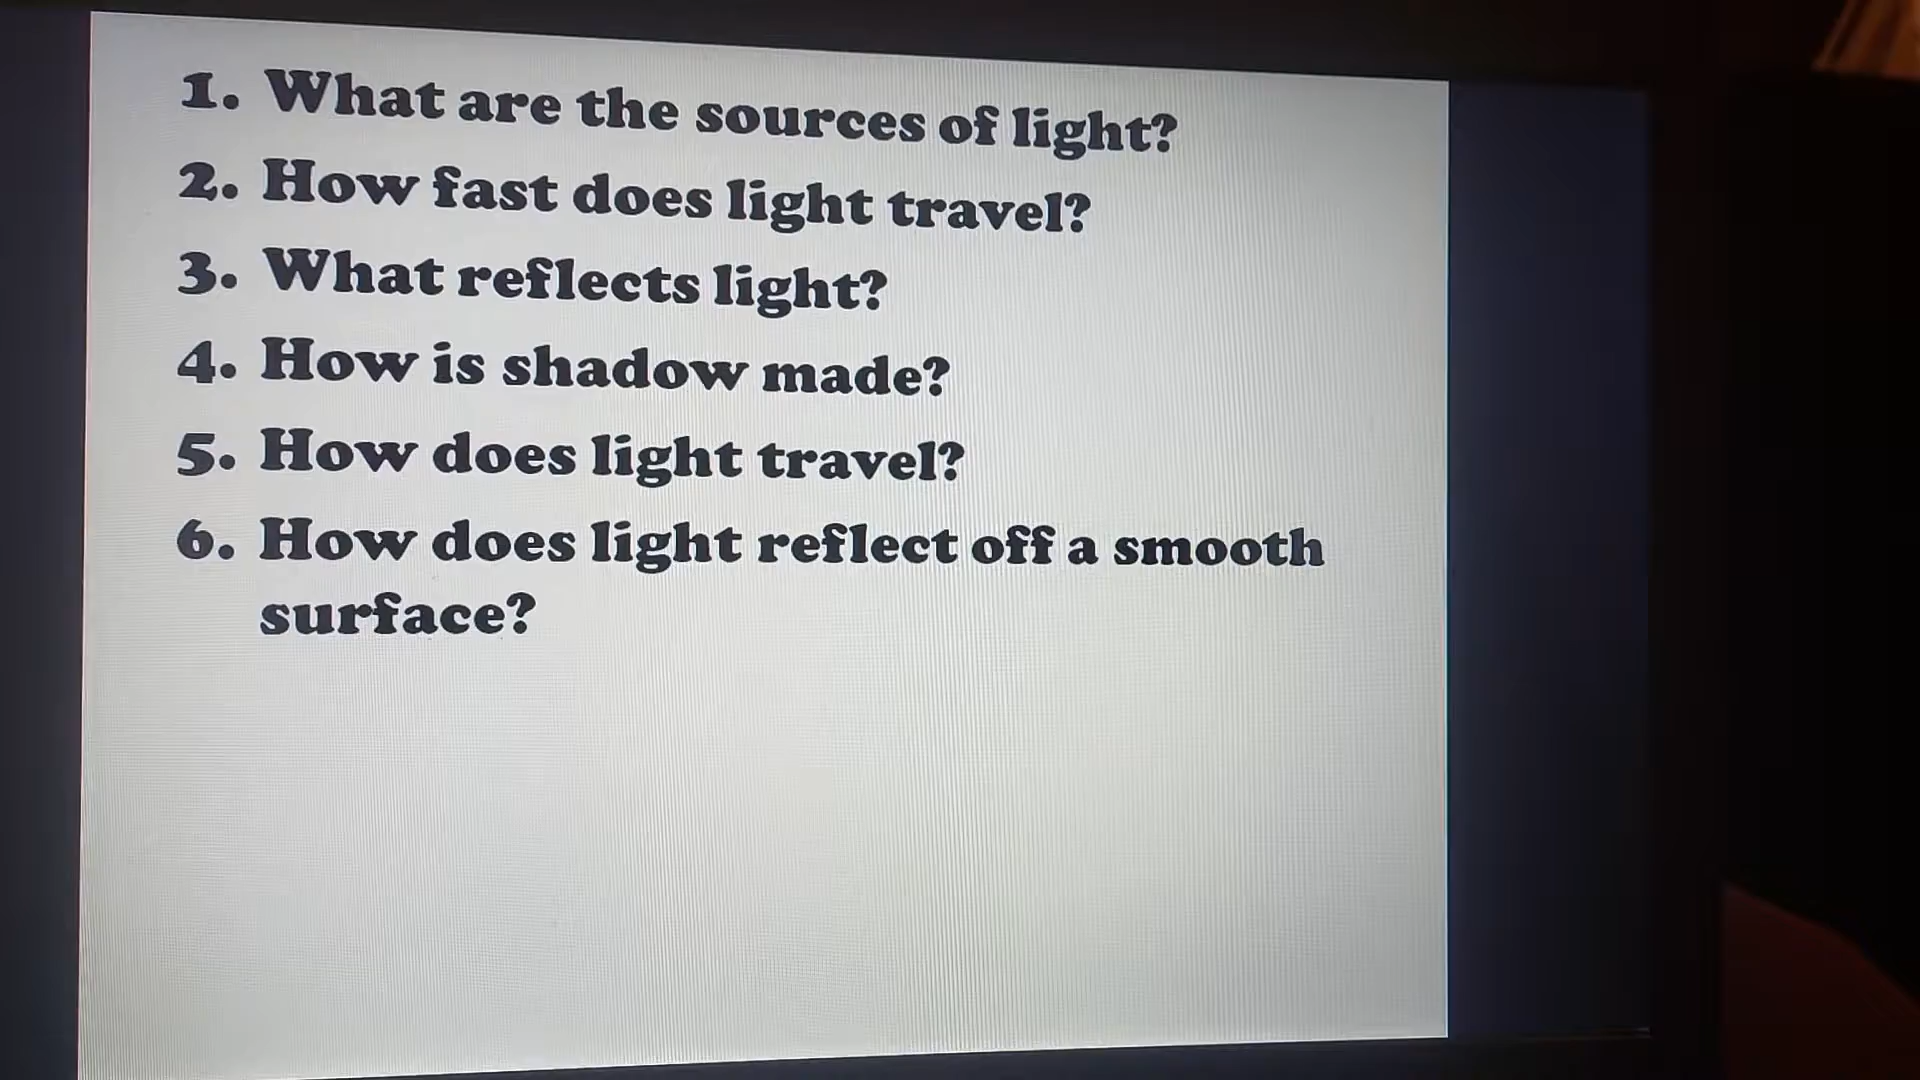 1. What are the sources of light?
2. How fast does light travel?
3. What reflects light?
4. How is shadow made?
5. How does light travel?
6. How does light reflect off a smooth
surface?